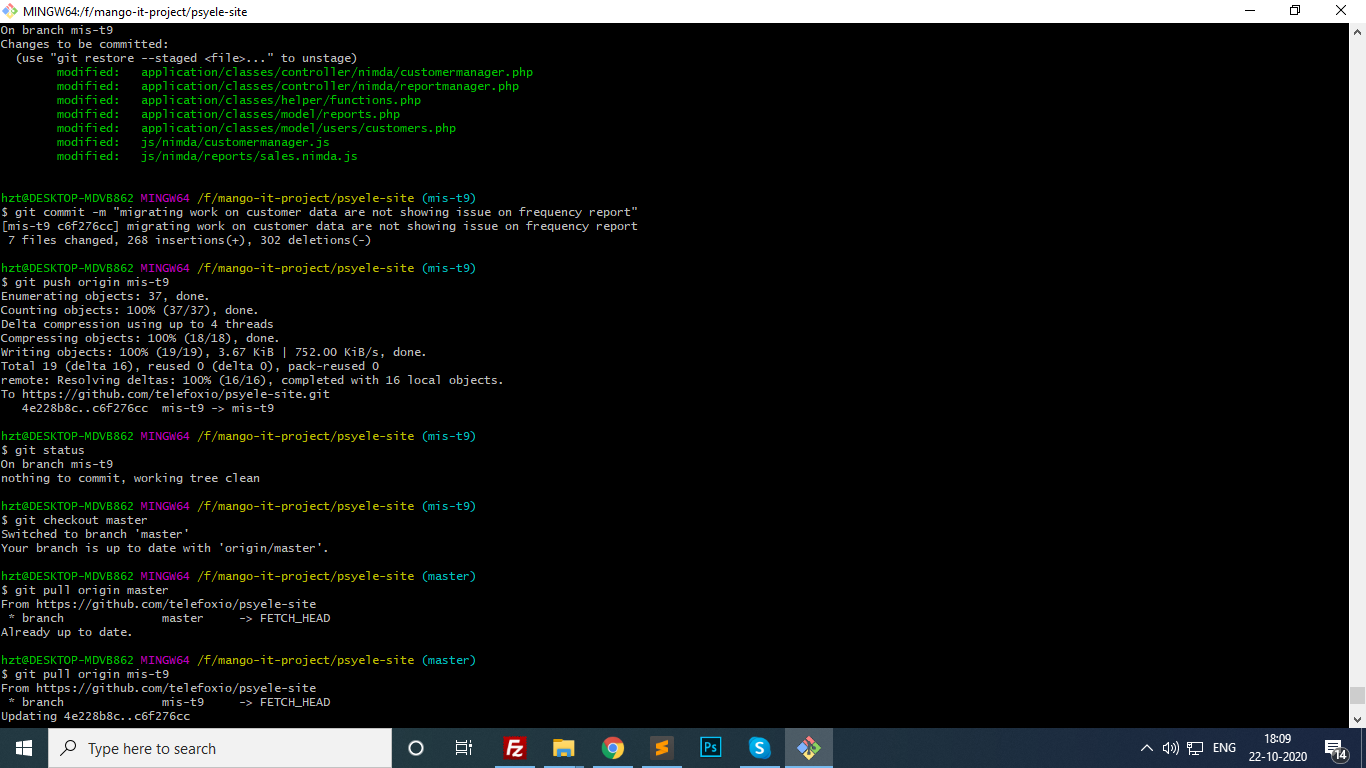 MINGW64:/f/mango-it-project/psyele-site
On branch mis-t9
Changes to be committed:
  (use "git restore --staged <file>..." to unstage)
        modified:   application/classes/controller/nimda/customermanager.php
        modified:   application/classes/controller/nimda/reportmanager.php
        modified:   application/classes/helper/functions.php
        modified:   application/classes/model/reports.php
        modified:   application/classes/model/users/customers.php
        modified:   js/nimda/customermanager.js
        modified:   js/nimda/reports/sales.nimda.js
hzt@DESKTOP-MDVB862 MINGW64 /f/mango-it-project/psyele-site (mis-t9)
$ git commit -m "migrating work on customer data are not showing issue on frequency report"
[mis-t9 c6f276cc] migrating work on customer data are not showing issue on frequency report
 7 files changed, 268 insertions(+), 302 deletions(-)
hzt@DESKTOP-MDVB862 MINGW64 /f/mango-it-project/psyele-site (mis-t9)
$ git push origin mis-t9
Enumerating objects: 37, done.
Counting objects: 100% (37/37), done.
Delta compression using up to 4 threads
Compressing objects: 100% (18/18), done.
Writing objects: 100% (19/19), 3.67 KiB | 752.00 KiB/s, done.
Total 19 (delta 16), reused 0 (delta 0), pack-reused 0
remote: Resolving deltas: 100% (16/16), completed with 16 local objects.
To https://github.com/telefoxio/psyele-site.git
   4e228b8c..c6f276cc  mis-t9 -> mis-t9
hzt@DESKTOP-MDVB862 MINGW64 /f/mango-it-project/psyele-site (mis-t9)
$ git status
On branch mis-t9
nothing to commit, working tree clean
hzt@DESKTOP-MDVB862 MINGW64 /f/mango-it-project/psyele-site (mis-t9)
$ git checkout master
Switched to branch 'master'
Your branch is up to date with 'origin/master'.
hzt@DESKTOP-MDVB862 MINGW64 /f/mango-it-project/psyele-site (master)
$ git pull origin master
From https://github.com/telefoxio/psyele-site
 * branch              master     -> FETCH_HEAD
Already up to date.
hzt@DESKTOP-MDVB862 MINGW64 /f/mango-it-project/psyele-site (master)
$ git pull origin mis-t9
From https://github.com/telefoxio/psyele-site
 * branch              mis-t9     -> FETCH_HEAD
Updating 4e228b8c..c6f276cc
Type here to search
Fz
Ps
S
ENG
18:09
22-10-2020
14